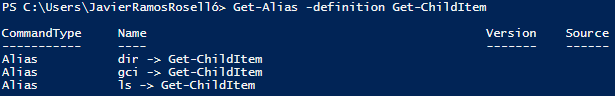 PS C:\Users\JavierRamosRoselló> Get-Alias -definition Get-ChildItem
CommandType     Name                                               Version    Source
-----------     ----                                               -------    ------
Alias           dir -> Get-ChildItem
Alias           gci -> Get-ChildItem
Alias           ls -> Get-ChildItem